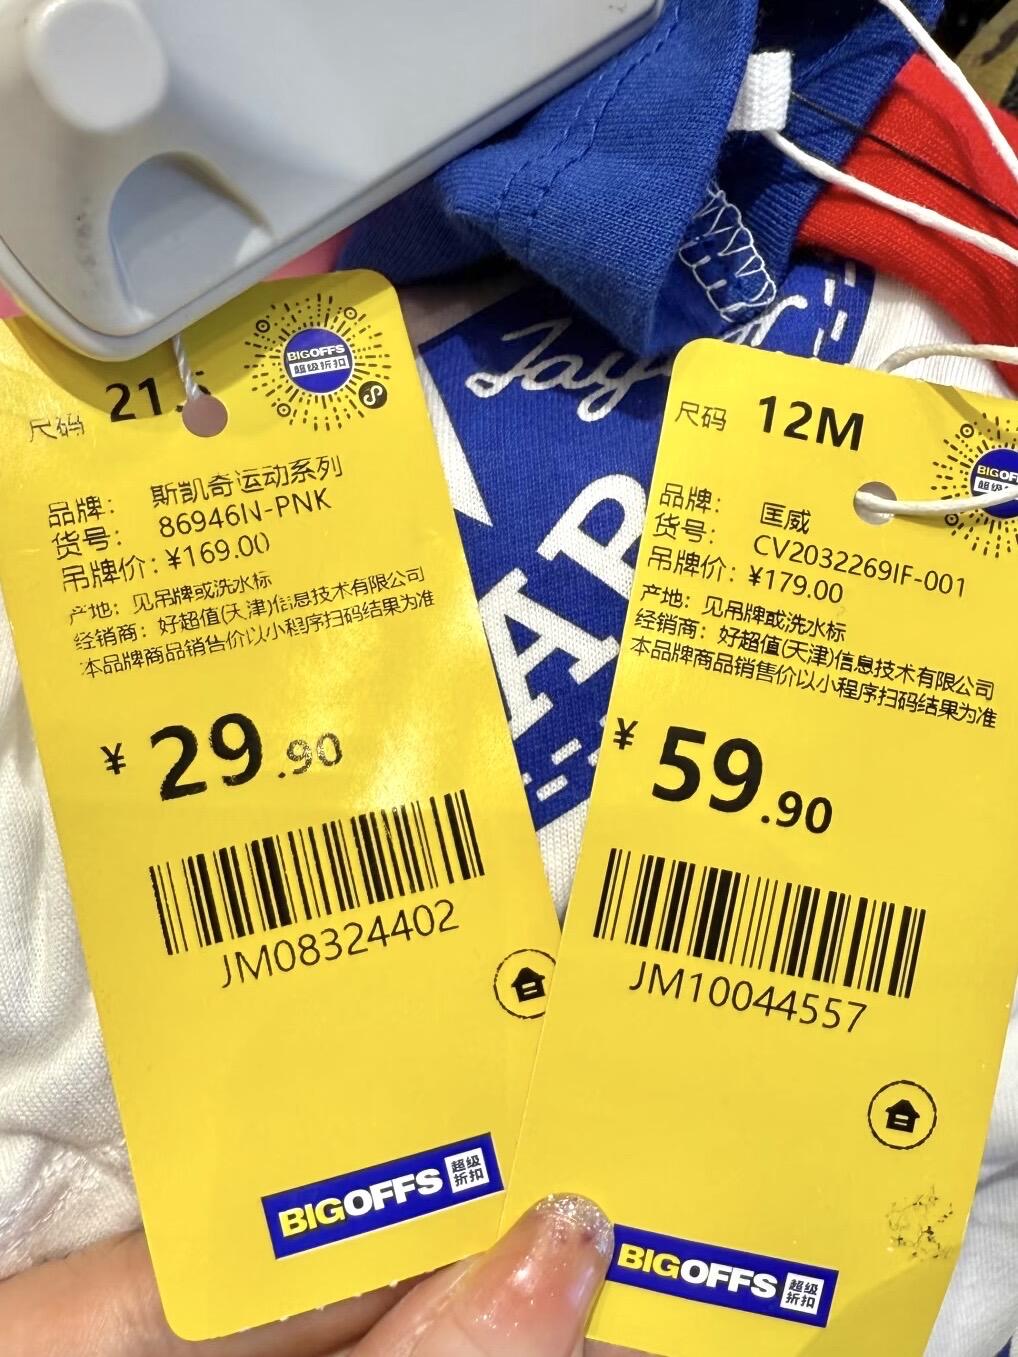 尺码 21.5
BIGOFFS
超级折扣
品牌： 斯凯奇运动系列
货号： 86946N-PNK
吊牌价：¥169.00
产地：见吊牌或洗水标
经销商：好超值(天津)信息技术有限公司
本品牌商品销售价以小程序扫码结果为准
¥ 29.90
JM08324402
BIGOFFS 超级
折扣
尺码 12M
BIGOF
超级
品牌： 匡威
货号： CV2032269IF-001
吊牌价：¥179.00
产地：见吊牌或洗水标
经销商：好超值(天津)信息技术有限公司
本品牌商品销售价以小程序扫码结果为准
¥ 59.90
JM10044557
BIGOFFS 超级
折扣
AP